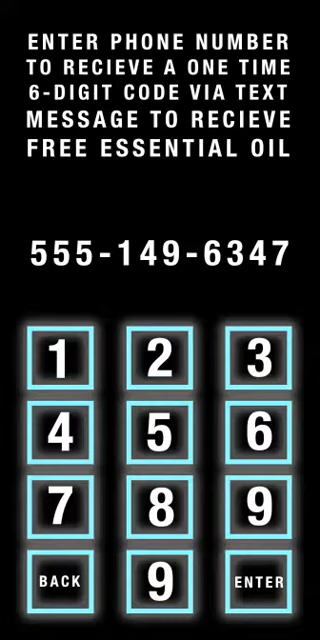 ENTER PHONE NUMBER
TO RECIEVE A ONE TIME
6-DIGIT CODE VIA TEXT
MESSAGE TO RECIEVE
FREE ESSENTIAL OIL
555-149-6347
1 2 3
4 5 6
7 8 9
BACK 9 ENTER